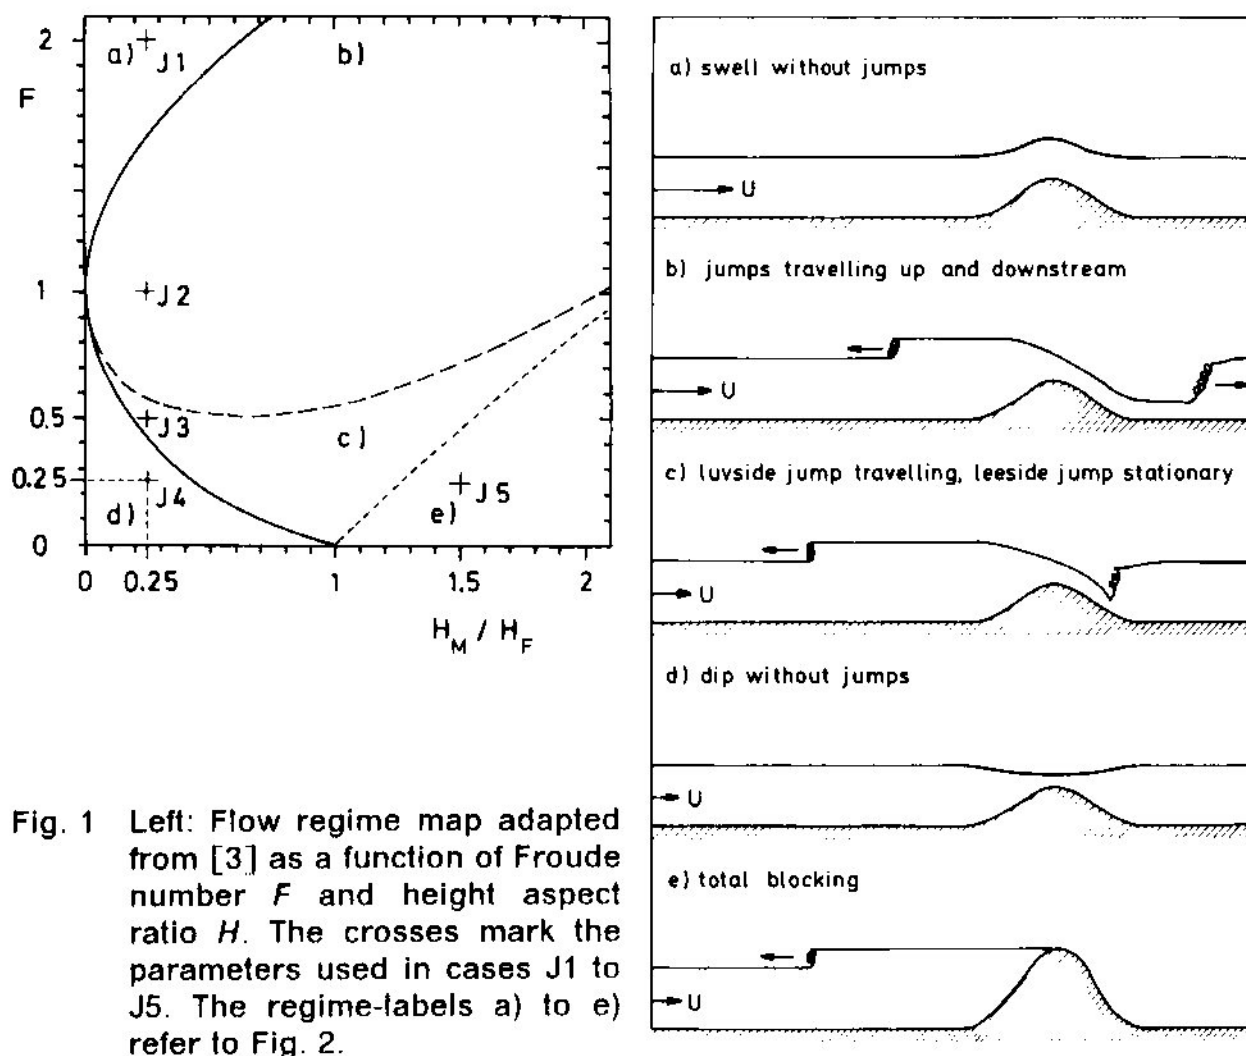 2
a) J1
b)
F
1
J2
0.5
J3
c)
0.25
J4
J5
d)
e)
0
0 0.25 1 1.5 2
H_M / H_F
Fig. 1 Left: Flow regime map adapted
from [3] as a function of Froude
number F and height aspect
ratio H. The crosses mark the
parameters used in cases J1 to
J5. The regime-labels a) to e)
refer to Fig. 2.
a) swell without jumps
U
b) jumps travelling up and downstream
U
c) luvside jump travelling, leeside jump stationary
U
d) dip without jumps
U
e) total blocking
U